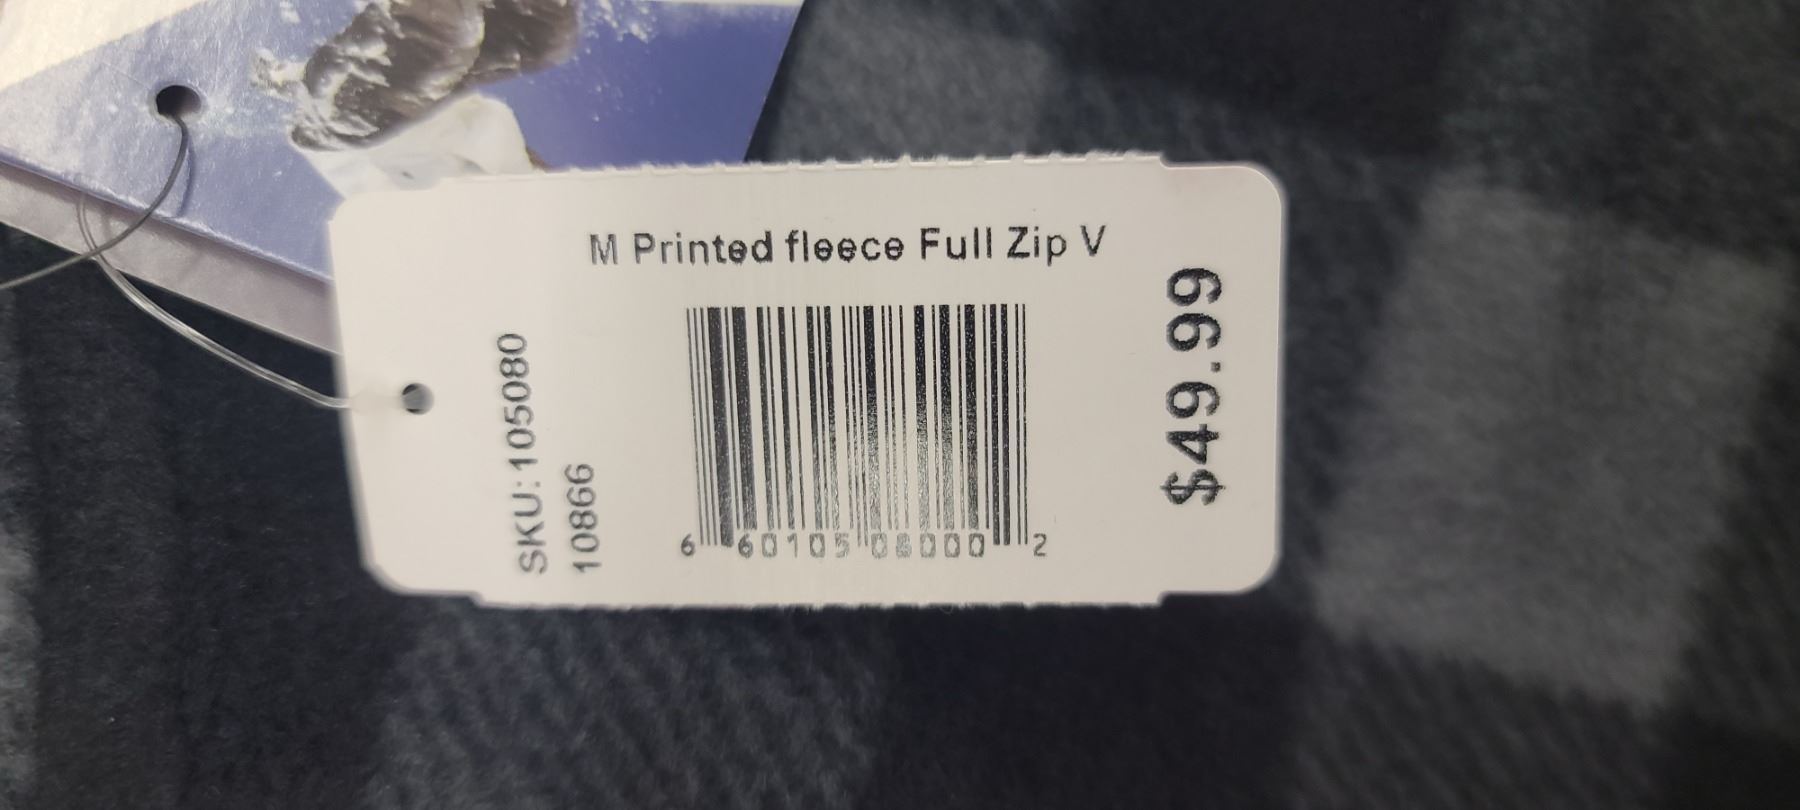 M Printed fleece Full Zip V
SKU:105080
10866
6 60105 08000 2
$49.99